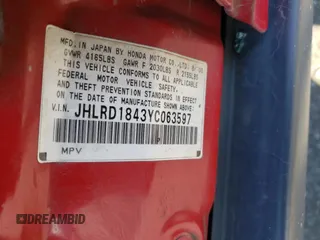 MFD. IN JAPAN BY HONDA MOTOR CO.,LTD.
GVWR 4165LBS GAWR F 2030LBS R 2155LBS
THIS VEHICLE CONFORMS TO ALL APPLICABLE
FEDERAL MOTOR VEHICLE SAFETY
AND THEFT PREVENTION STANDARDS IN EFFECT
ON THE DATE OF MANUFACTURE SHOWN ABOVE.
V.I.N. JHLRD1843YC063597
MPV
DREAMBID